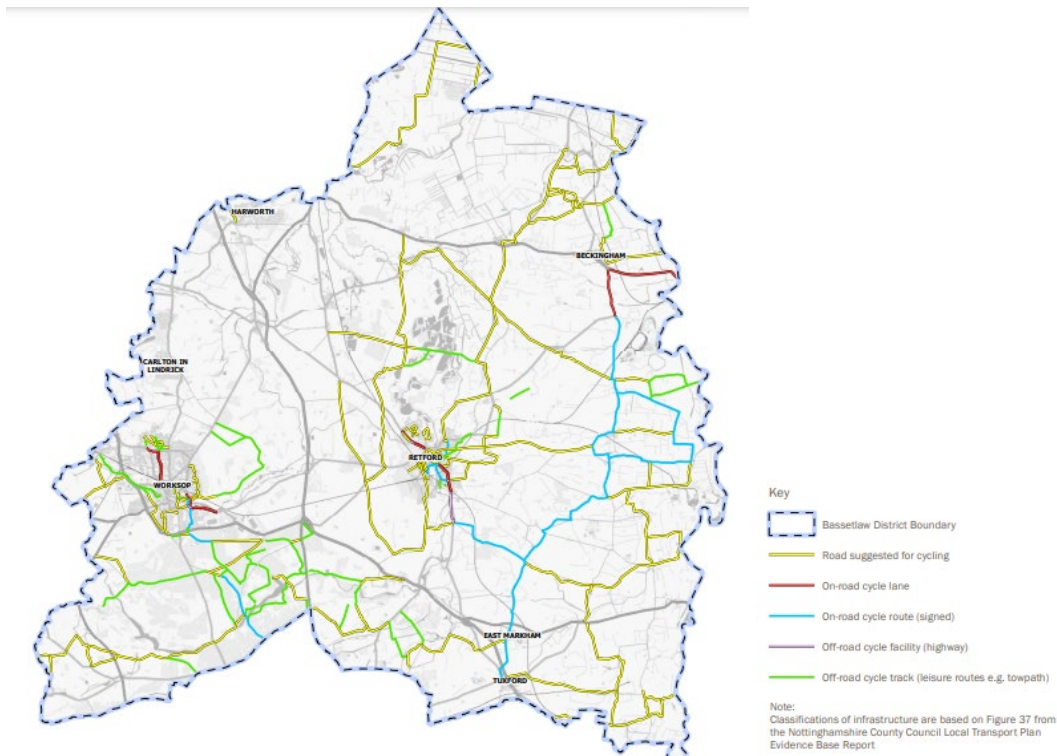 HARWORTH
BECKINGHAM
CARLTON IN
LINDRICK
RETFORD
WORKSOP
EAST MARKHAM
TUXFORD
Key
Bassetlaw District Boundary
Road suggested for cycling
On-road cycle lane
On-road cycle route (signed)
Off-road cycle facility (highway)
Off-road cycle track (leisure routes e.g. towpath)
Note:
Classifications of infrastructure are based on Figure 37 from
the Nottinghamshire County Council Local Transport Plan
Evidence Base Report